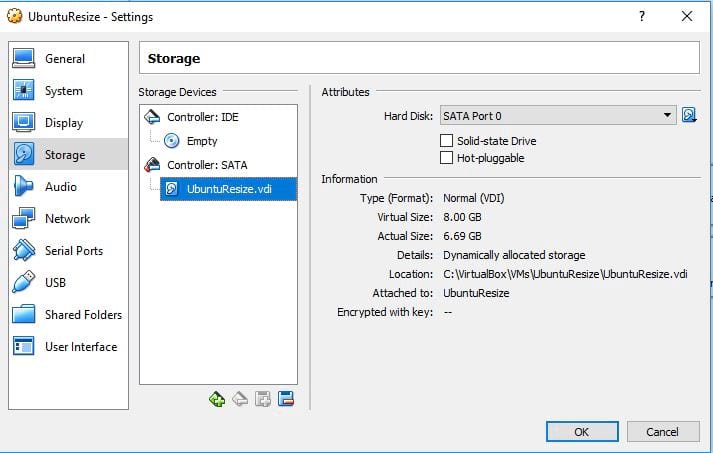 UbuntuResize - Settings
?
General
System
Display
Storage
Audio
Network
Serial Ports
USB
Shared Folders
User Interface
Storage
Storage Devices
Controller: IDE
Empty
Controller: SATA
UbuntuResize.vdi
Attributes
Hard Disk: SATA Port 0
Solid-state Drive
Hot-pluggable
Information
Type (Format): Normal (VDI)
Virtual Size: 8.00 GB
Actual Size: 6.69 GB
Details: Dynamically allocated storage
Location: C:\VirtualBox\VMs\UbuntuResize\UbuntuResize.vdi
Attached to: UbuntuResize
Encrypted with key: --
OK
Cancel